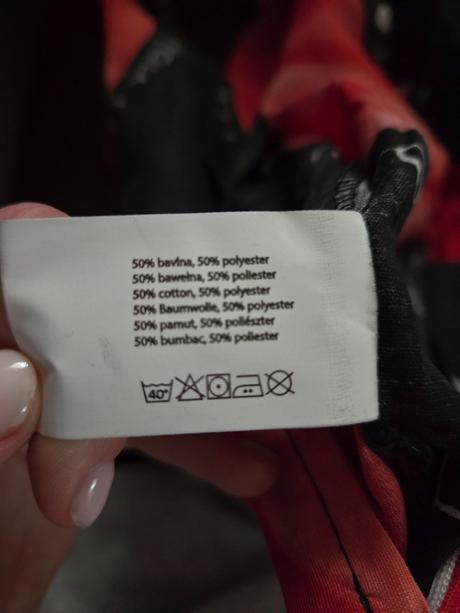 50% bavlna, 50% polyester
50% bawełna, 50% poliester
50% cotton, 50% polyester
50% Baumwolle, 50% polyester
50% pamut, 50% poliészter
50% bumbac, 50% poliester
40°